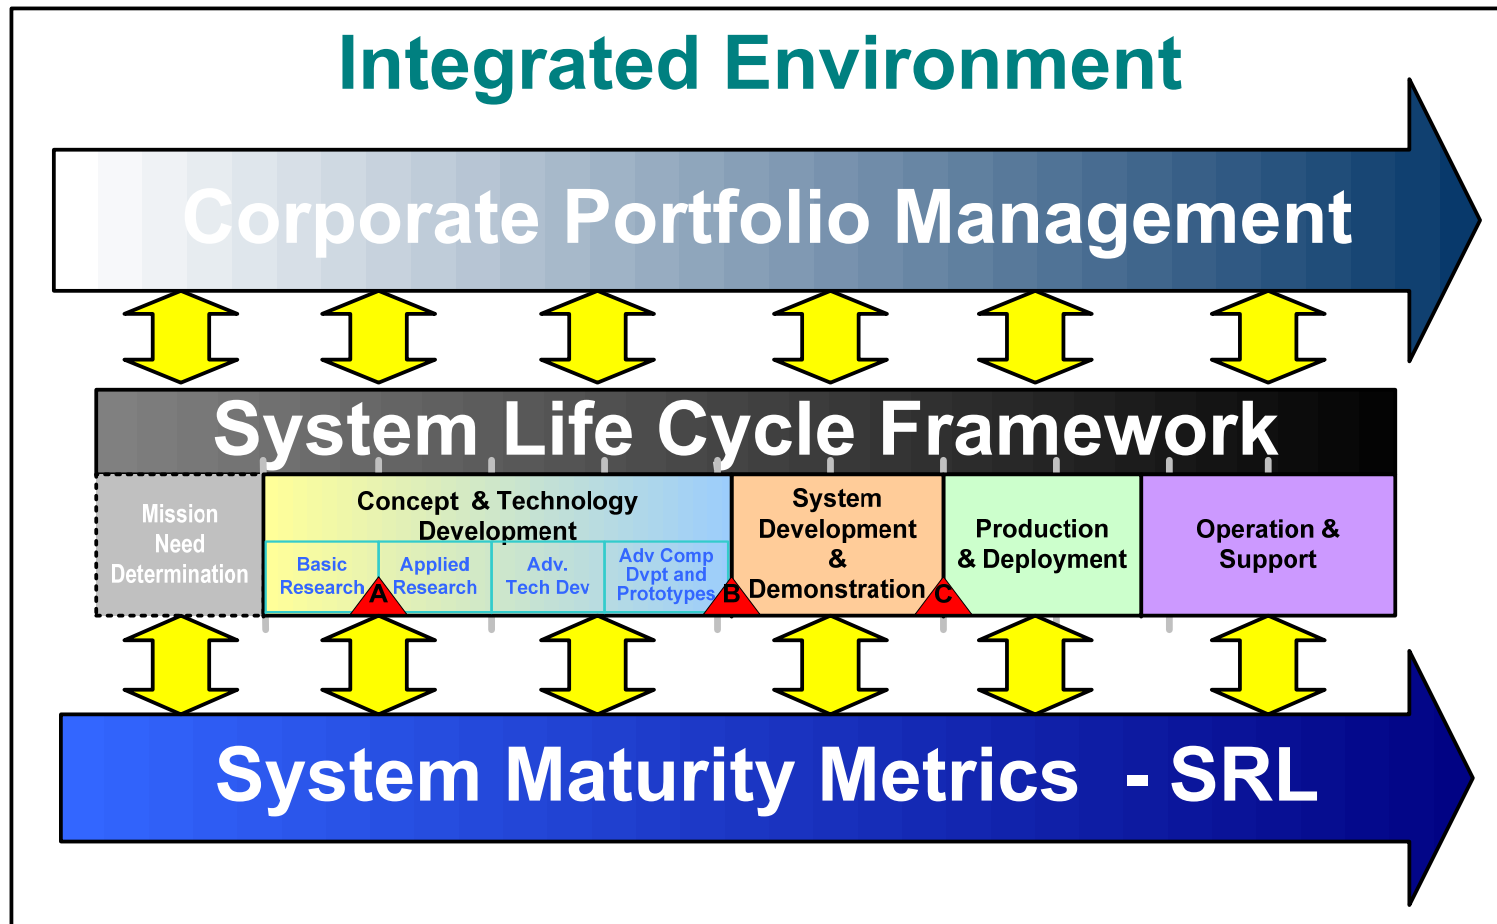 Integrated Environment
Corporate Portfolio Management
System Life Cycle Framework
Mission
Need
Determination
Concept & Technology
Development
Basic
Research
Applied
Research
Adv.
Tech Dev
Adv Comp
Dvpt and
Prototypes
A
B
System
Development
&
Demonstration
C
Production
& Deployment
Operation &
Support
System Maturity Metrics - SRL